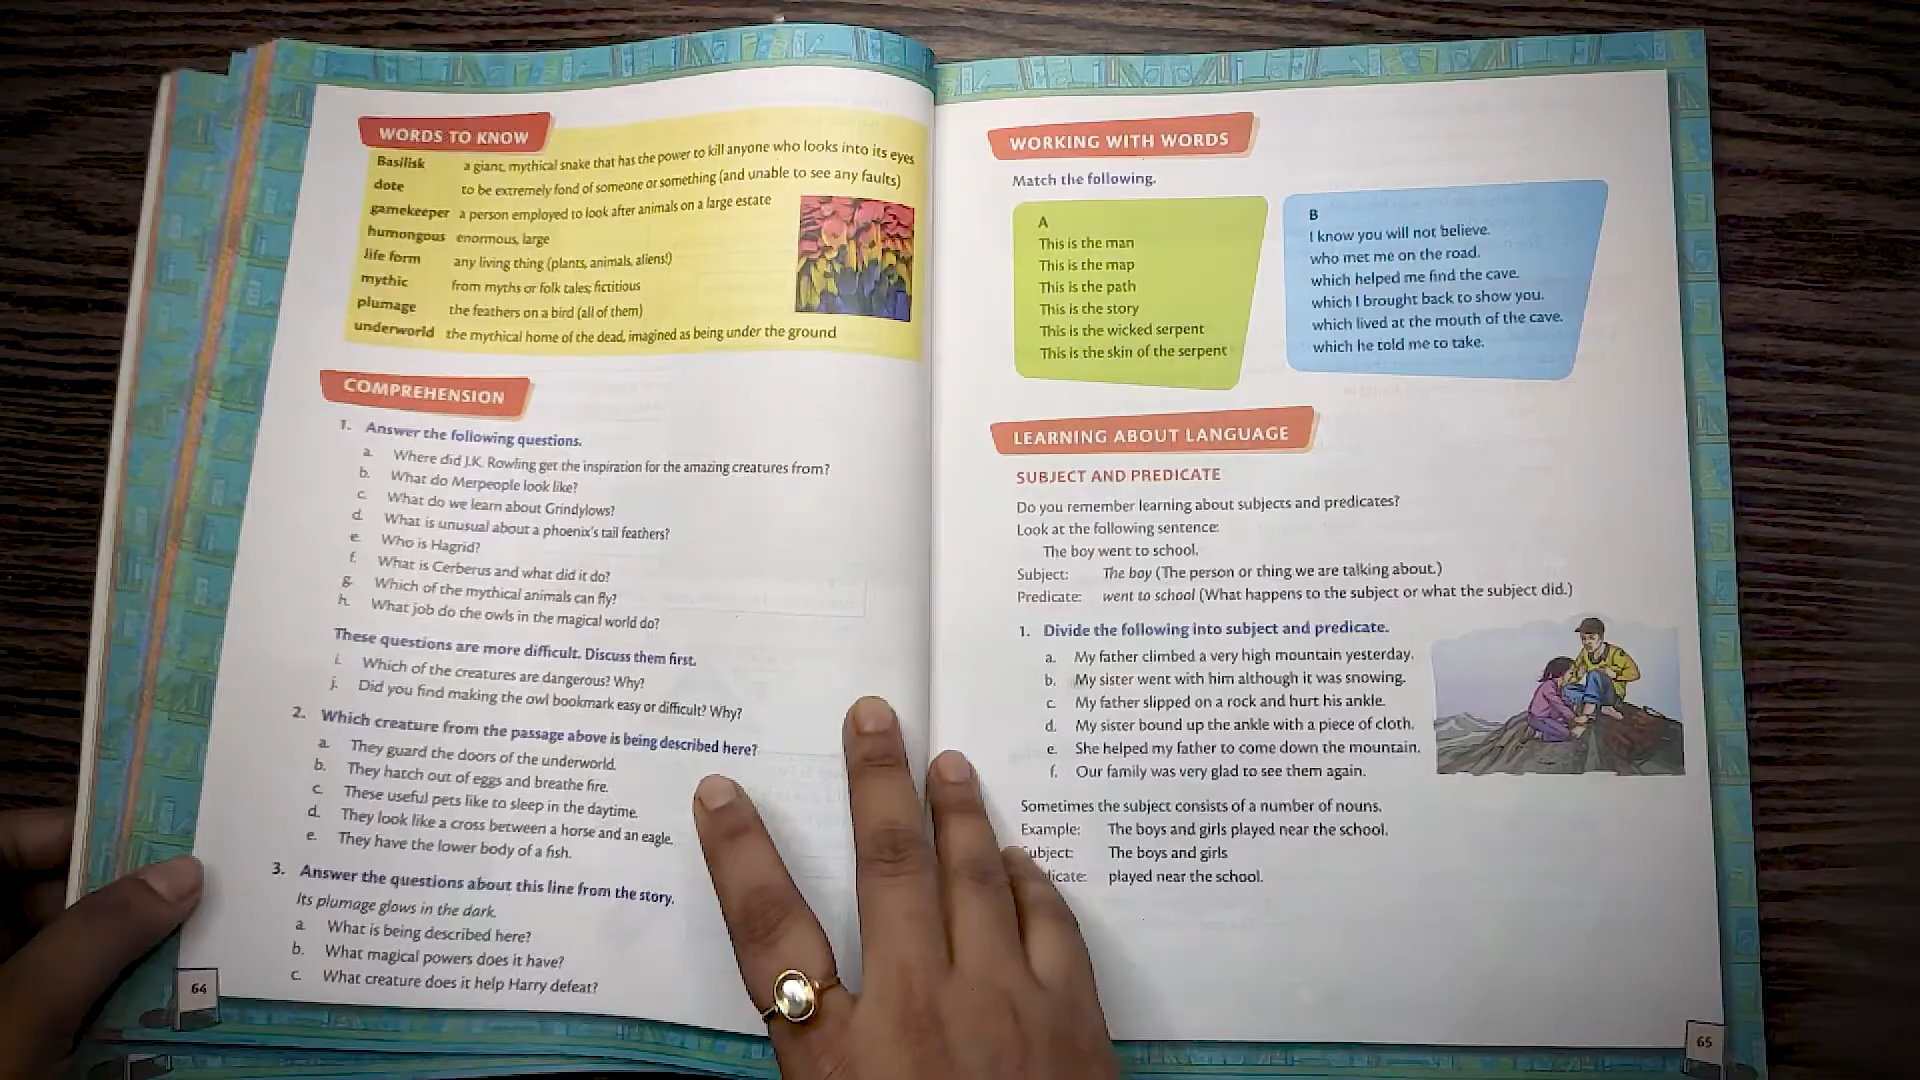 WORDS TO KNOW
Basilisk a giant, mythical snake that has the power to kill anyone who looks into its eyes
dote to be extremely fond of someone or something (and unable to see any faults)
gamekeeper a person employed to look after animals on a large estate
humongous enormous, large
life form any living thing (plants, animals, aliens!)
mythic from myths or folk tales; fictitious
plumage the feathers on a bird (all of them)
underworld the mythical home of the dead, imagined as being under the ground
COMPREHENSION
1. Answer the following questions.
a. Where did J.K. Rowling get the inspiration for the amazing creatures from?
b. What do Merpeople look like?
c. What do we learn about Grindylows?
d. What is unusual about a phoenix's tail feathers?
e. Who is Hagrid?
f. What is Cerberus and what did it do?
g. Which of the mythical animals can fly?
h. What job do the owls in the magical world do?
These questions are more difficult. Discuss them first.
i. Which of the creatures are dangerous? Why?
j. Did you find making the owl bookmark easy or difficult? Why?
2. Which creature from the passage above is being described here?
a. They guard the doors of the underworld.
b. They hatch out of eggs and breathe fire.
c. These useful pets like to sleep in the daytime.
d. They look like a cross between a horse and an eagle.
e. They have the lower body of a fish.
3. Answer the questions about this line from the story.
Its plumage glows in the dark.
a. What is being described here?
b. What magical powers does it have?
c. What creature does it help Harry defeat?
64
WORKING WITH WORDS
Match the following.
A
This is the man
This is the map
This is the path
This is the story
This is the wicked serpent
This is the skin of the serpent
B
I know you will not believe.
who met me on the road.
which helped me find the cave.
which I brought back to show you.
which lived at the mouth of the cave.
which he told me to take.
LEARNING ABOUT LANGUAGE
SUBJECT AND PREDICATE
Do you remember learning about subjects and predicates?
Look at the following sentence:
The boy went to school.
Subject: The boy (The person or thing we are talking about.)
Predicate: went to school (What happens to the subject or what the subject did.)
1. Divide the following into subject and predicate.
a. My father climbed a very high mountain yesterday.
b. My sister went with him although it was snowing.
c. My father slipped on a rock and hurt his ankle.
d. My sister bound up the ankle with a piece of cloth.
e. She helped my father to come down the mountain.
f. Our family was very glad to see them again.
Sometimes the subject consists of a number of nouns.
Example: The boys and girls played near the school.
ubject: The boys and girls
icate: played near the school.
65